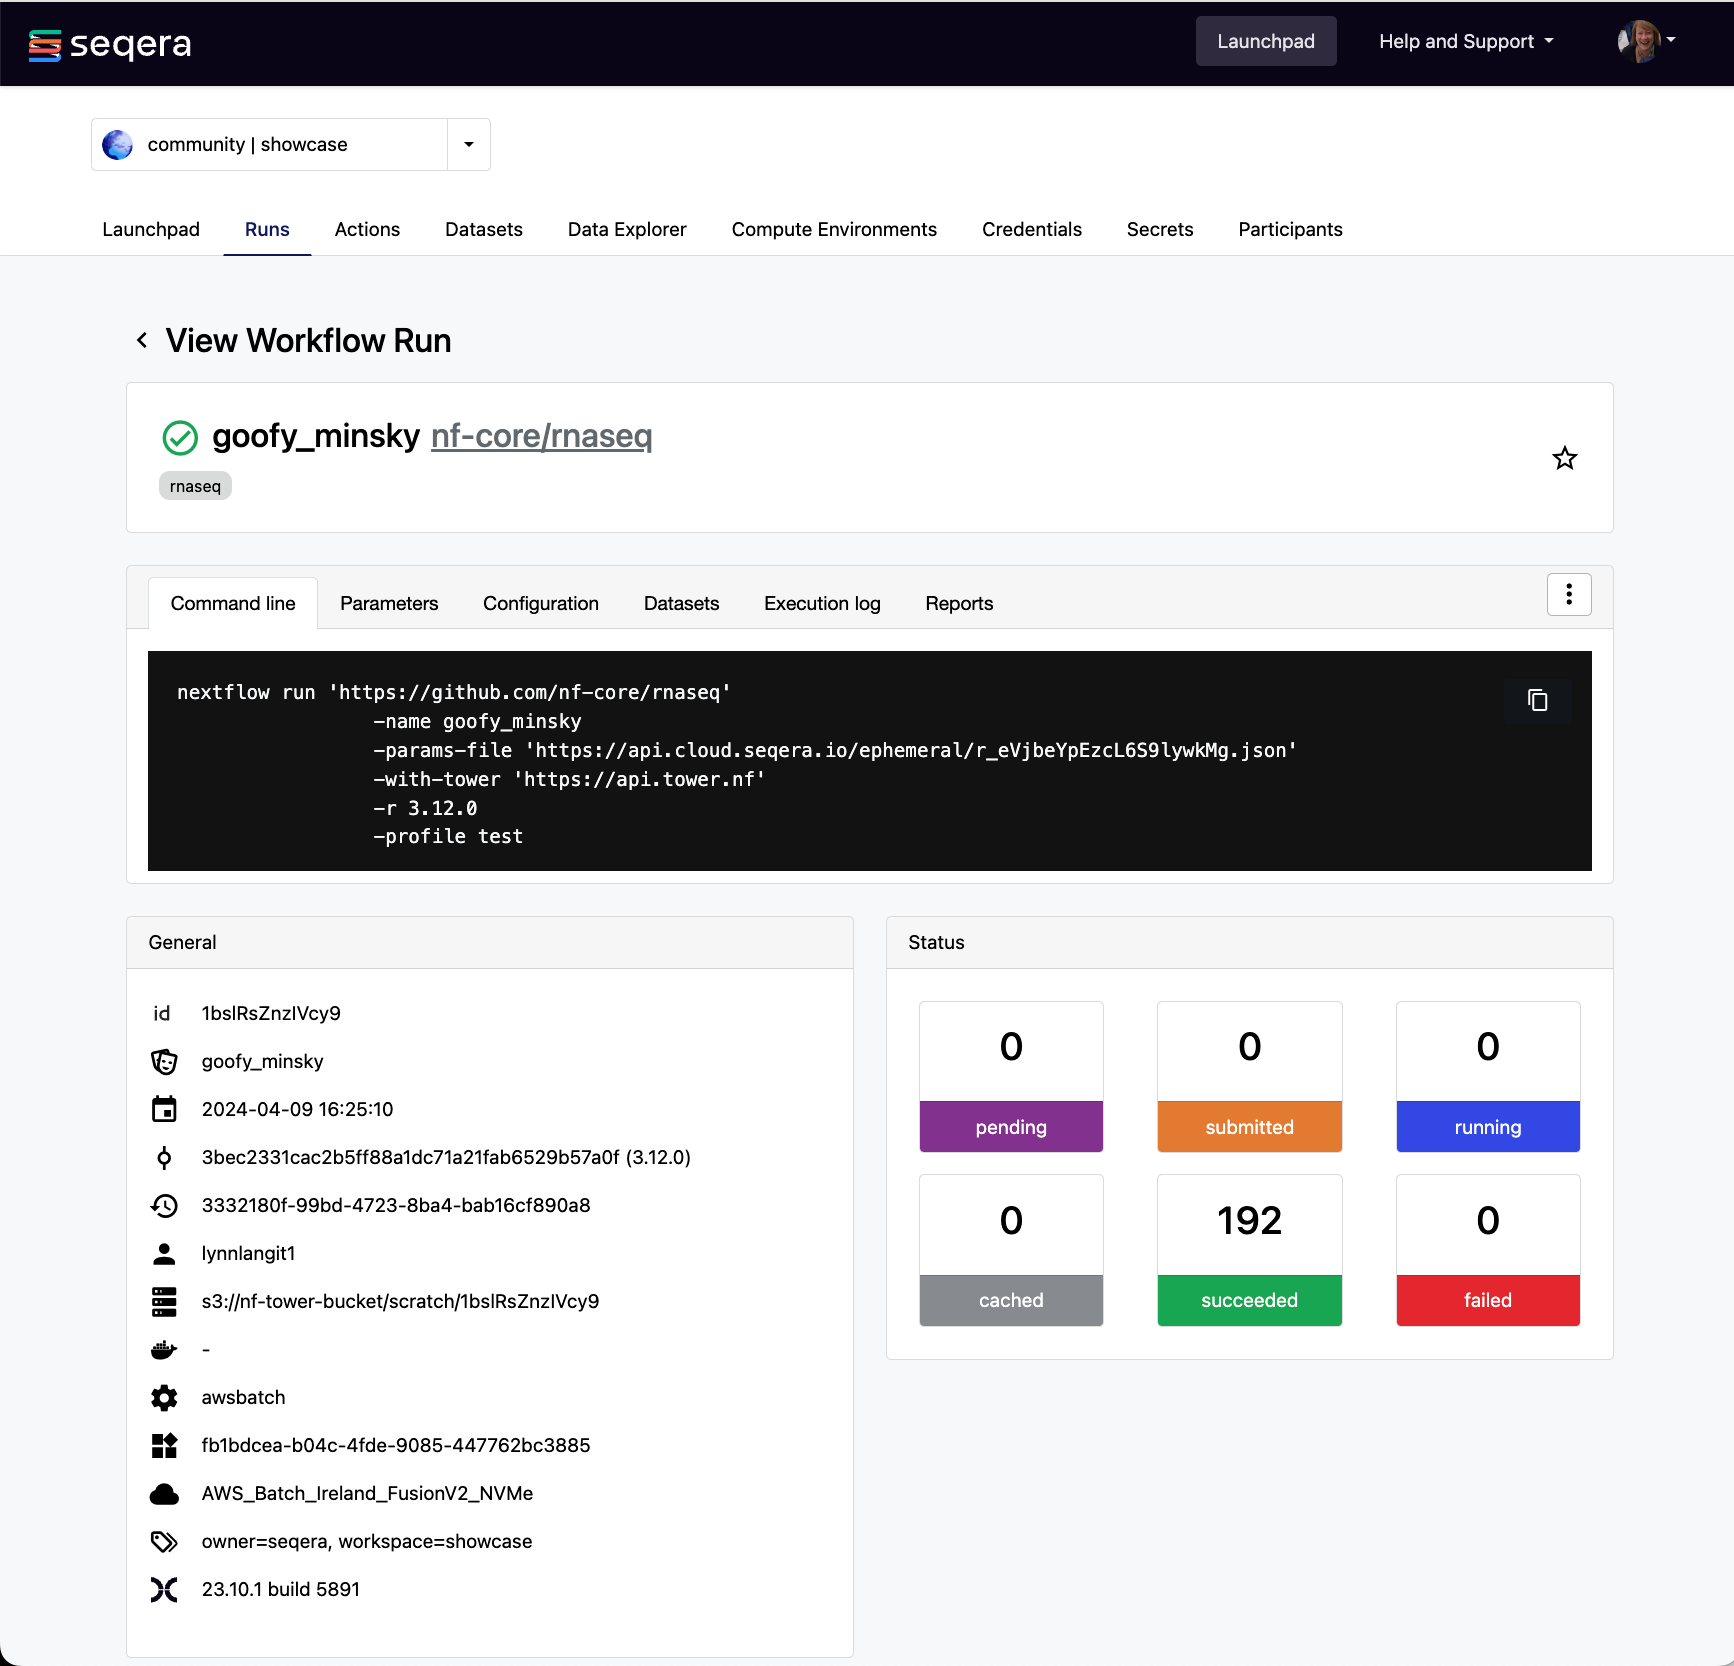 seqera Launchpad Help and Support
community | showcase
Launchpad Runs Actions Datasets Data Explorer Compute Environments Credentials Secrets Participants
View Workflow Run
goofy_minsky nf-core/rnaseq
rnaseq
Command line Parameters Configuration Datasets Execution log Reports
nextflow run 'https://github.com/nf-core/rnaseq'
-name goofy_minsky
-params-file 'https://api.cloud.seqera.io/ephemeral/r_eVjbeYpEzcL6S9lywkMg.json'
-with-tower 'https://api.tower.nf'
-r 3.12.0
-profile test
General
id 1bslRsZnzlVcy9
goofy_minsky
2024-04-09 16:25:10
3bec2331cac2b5ff88a1dc71a21fab6529b57a0f (3.12.0)
3332180f-99bd-4723-8ba4-bab16cf890a8
lynnlangit1
s3://nf-tower-bucket/scratch/1bslRsZnzlVcy9
-
awsbatch
fb1bdcea-b04c-4fde-9085-447762bc3885
AWS_Batch_Ireland_FusionV2_NVMe
owner=seqera, workspace=showcase
23.10.1 build 5891
Status
0 0 0
pending submitted running
0 192 0
cached succeeded failed